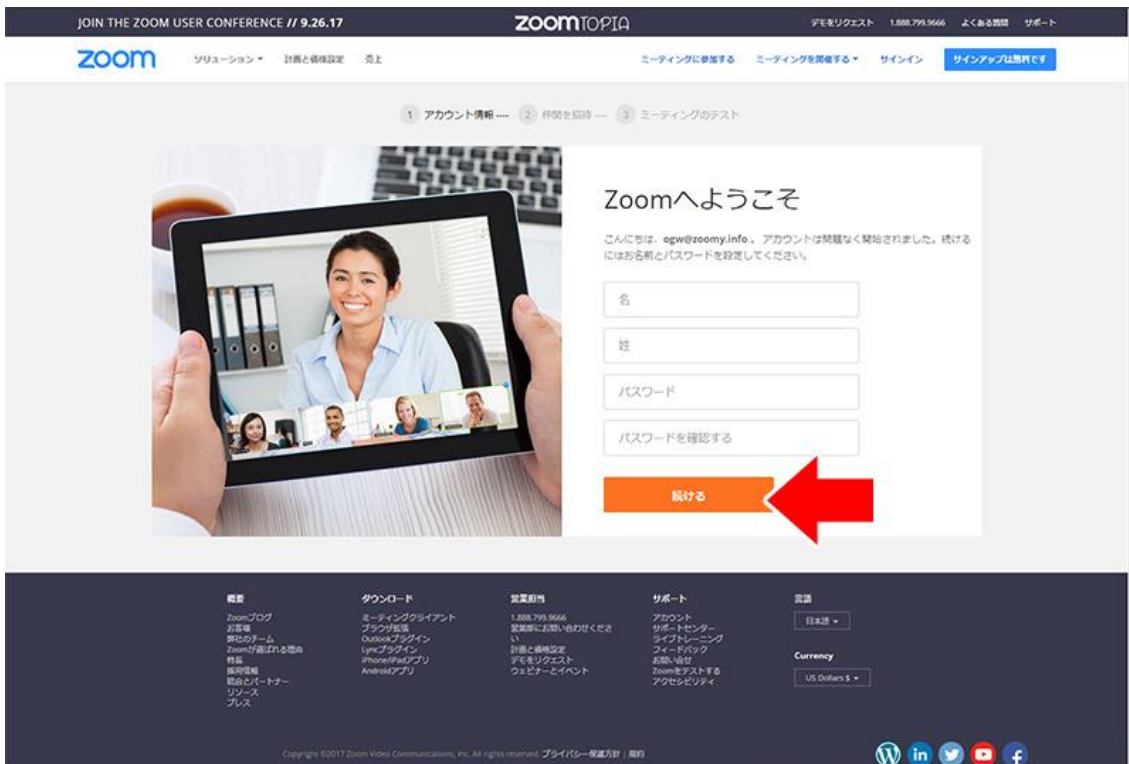 JOIN THE ZOOM USER CONFERENCE // 9.26.17
ZOOMTOPIA
デモをリクエスト 1.888.799.9666 よくある質問 サポート
zoom
ソリューション 計画と価格設定 売上
ミーティングに参加する ミーティングを開催する サインイン サインアップは無料です
1 アカウント情報 ---- 2 仲間を招待 ---- 3 ミーティングのテスト
Zoomへようこそ
こんにちは、ogw@zoomy.info 。 アカウントは問題なく開始されました。続ける
にはお名前とパスワードを設定してください。
名
姓
パスワード
パスワードを確認する
続ける
概要
Zoomブログ
お客様
弊社のチーム
Zoomが選ばれる理由
特長
採用情報
統合とパートナー
リソース
プレス
ダウンロード
ミーティングクライアント
ブラウザ拡張
Outlookプラグイン
Lyncプラグイン
iPhone/iPadアプリ
Androidアプリ
営業担当
1.888.799.9666
営業部にお問い合わせくださ
い
計画と価格設定
デモをリクエスト
ウェビナーとイベント
サポート
アカウント
サポートセンター
ライブトレーニング
フィードバック
お問い合せ
Zoomをテストする
アクセシビリティ
言語
日本語
Currency
US Dollars $
Copyright ©2017 Zoom Video Communications, Inc. All rights reserved. プライバシー保護方針 | 規約